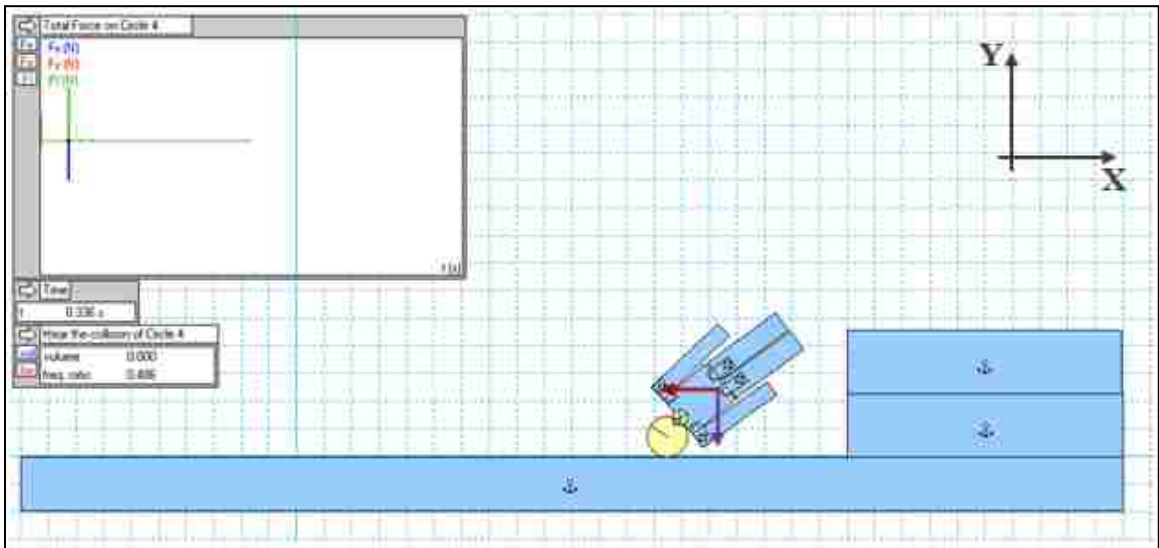 Total Force on Circle 4
Fx (N)
Fy (N)
|F| (N)
t (s)
Time
t 0.336 s
Hear the collision of Circle 4
volume 0.000
freq. ratio 0.486
Y
X